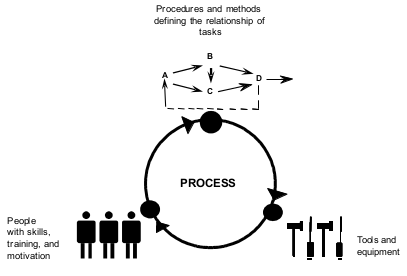 Procedures and methods
defining the relationship of
tasks
B
A
D
C
PROCESS
People
with skills,
training, and
motivation
Tools and
equipment